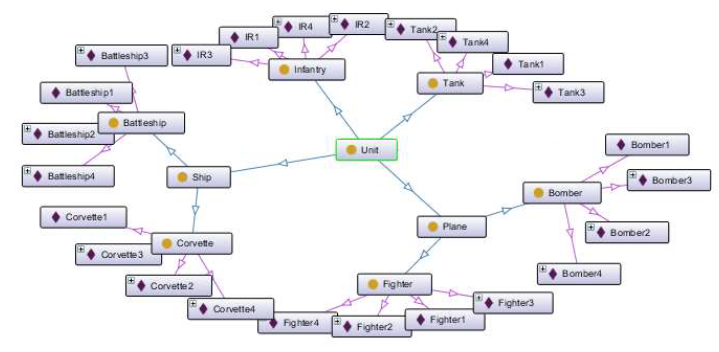 IR4
IR2
IR1
Tank2
Tank4
Battleship3
IR3
Infantry
Tank1
Tank
Tank3
Battleship1
Battleship
Battleship2
Unit
Bomber1
Battleship4
Ship
Bomber3
Bomber
Corvette1
Plane
Bomber2
Corvette
Corvette3
Bomber4
Corvette2
Fighter
Fighter3
Corvette4
Fighter4
Fighter2
Fighter1